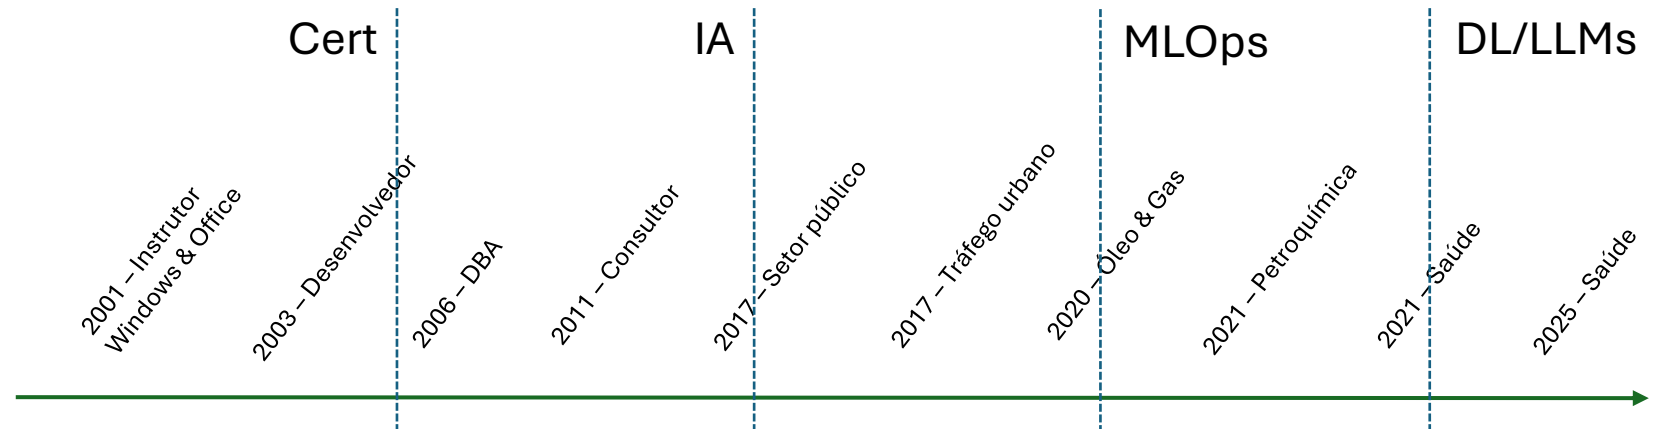 Cert
IA
MLOps
DL/LLMs
2001 – Instrutor
Windows & Office
2003 – Desenvolvedor
2006 – DBA
2011 – Consultor
2017 – Setor público
2017 – Tráfego urbano
2020 – Óleo & Gas
2021 – Petroquímica
2021 – Saúde
2025 – Saúde